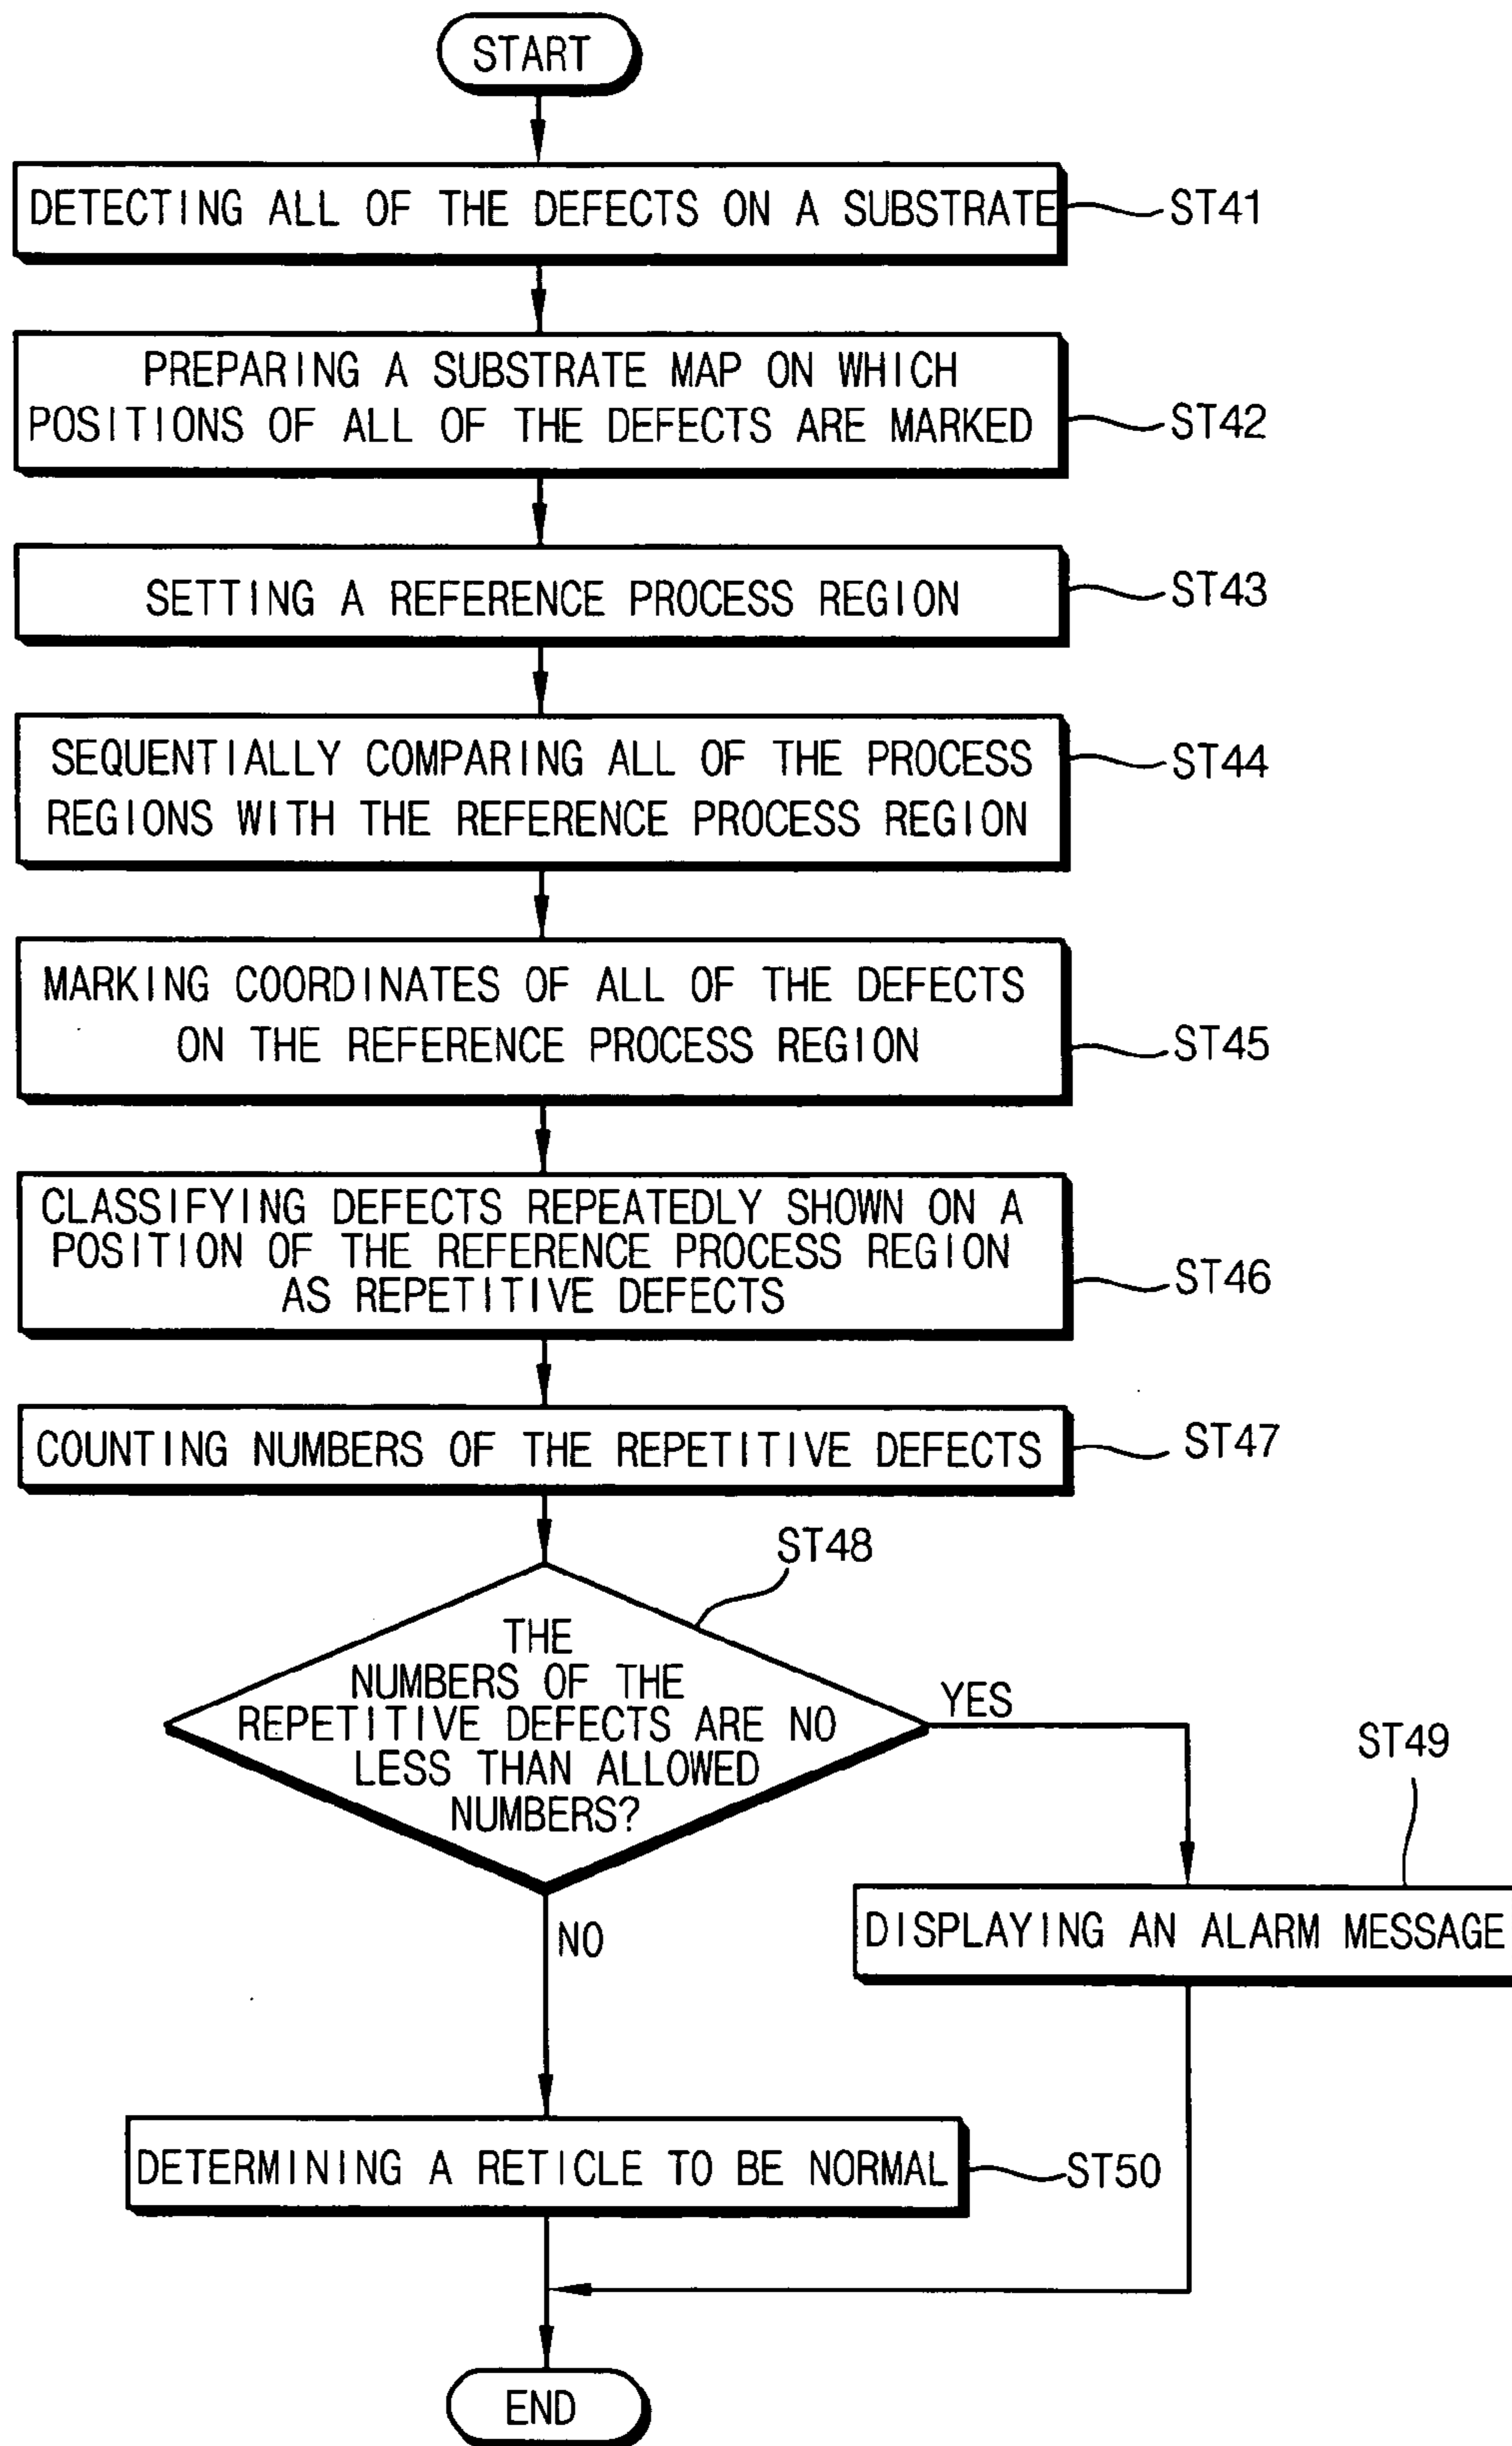 START
DETECTING ALL OF THE DEFECTS ON A SUBSTRATE
ST41
PREPARING A SUBSTRATE MAP ON WHICH
POSITIONS OF ALL OF THE DEFECTS ARE MARKED
ST42
SETTING A REFERENCE PROCESS REGION
ST43
SEQUENTIALLY COMPARING ALL OF THE PROCESS
REGIONS WITH THE REFERENCE PROCESS REGION
ST44
MARKING COORDINATES OF ALL OF THE DEFECTS
ON THE REFERENCE PROCESS REGION
ST45
CLASSIFYING DEFECTS REPEATEDLY SHOWN ON A
POSITION OF THE REFERENCE PROCESS REGION
AS REPETITIVE DEFECTS
ST46
COUNTING NUMBERS OF THE REPETITIVE DEFECTS
ST47
ST48
THE
NUMBERS OF THE
REPETITIVE DEFECTS ARE NO
LESS THAN ALLOWED
NUMBERS?
YES
ST49
DISPLAYING AN ALARM MESSAGE
NO
DETERMINING A RETICLE TO BE NORMAL
ST50
END